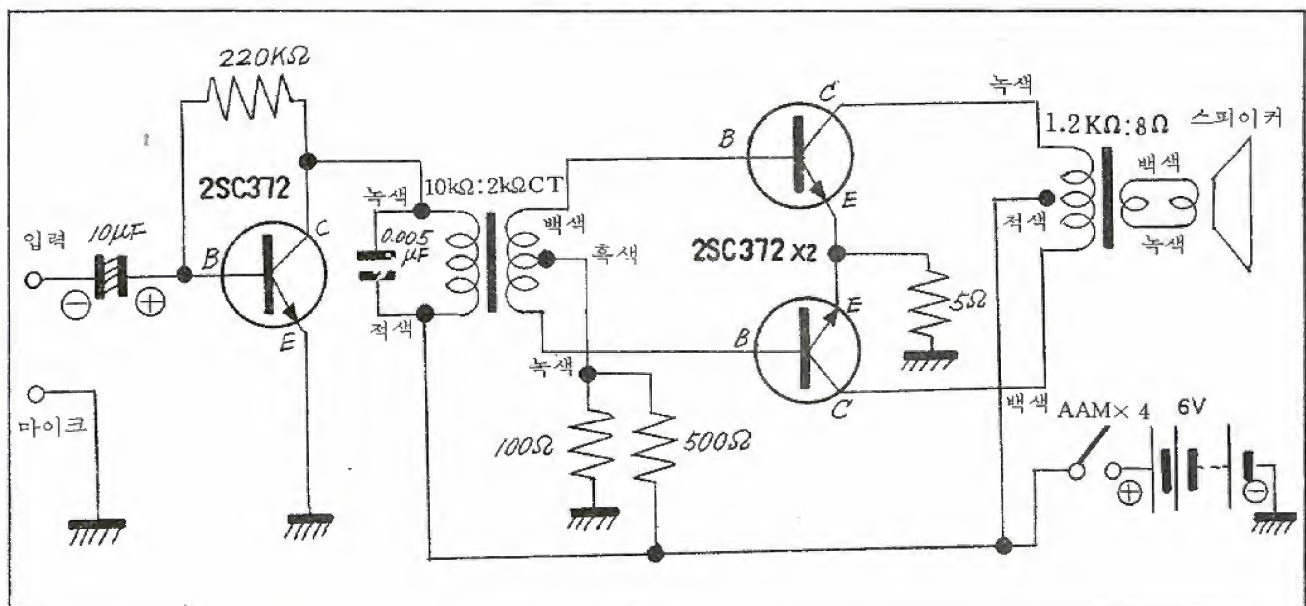 220KΩ
2SC372
입력
10μF
B
C
E
⊖
⊕
마이크
녹색
10kΩ:2kΩCT
0.005
μF
적색
백색
흑색
녹색
100Ω
500Ω
B
C
E
2SC372 X2
B
E
C
5Ω
녹색
1.2KΩ:8Ω
스피이커
백색
적색
녹색
백색
AAM×4
6V
⊕
⊖